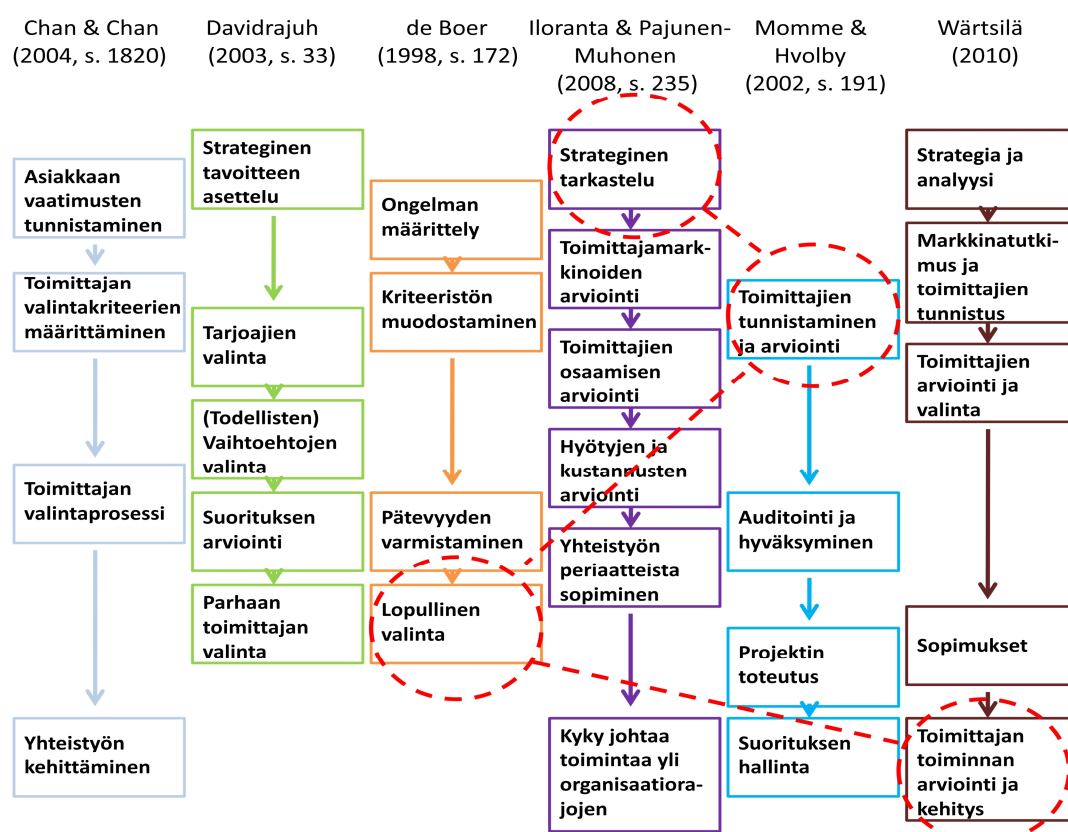 Chan & Chan
(2004, s. 1820)
Davidrajuh
(2003, s. 33)
de Boer
(1998, s. 172)
Iloranta & Pajunen-
Muhonen
(2008, s. 235)
Momme &
Hvolby
(2002, s. 191)
Wärtsilä
(2010)
Asiakkaan
vaatimusten
tunnistaminen
Toimittajan
valintakriteerien
määrittäminen
Toimittajan
valintaprosessi
Yhteistyön
kehittäminen
Strateginen
tavoitteen
asettelu
Tarjoajien
valinta
(Todellisten)
Vaihtoehtojen
valinta
Suorituksen
arviointi
Parhaan
toimittajan
valinta
Ongelman
määrittely
Kriteeristön
muodostaminen
Pätevyyden
varmistaminen
Lopullinen
valinta
Strateginen
tarkastelu
Toimittajamark-
kinoiden
arviointi
Toimittajien
osaamisen
arviointi
Hyötyjen ja
kustannusten
arviointi
Yhteistyön
periaatteista
sopiminen
Kyky johtaa
toimintaa yli
organisaatiora-
jojen
Toimittajien
tunnistaminen
ja arviointi
Auditointi ja
hyväksyminen
Projektin
toteutus
Suorituksen
hallinta
Strategia ja
analyysi
Markkinatutki-
mus ja
toimittajien
tunnistus
Toimittajien
arviointi ja
valinta
Sopimukset
Toimittajan
toiminnan
arviointi ja
kehitys